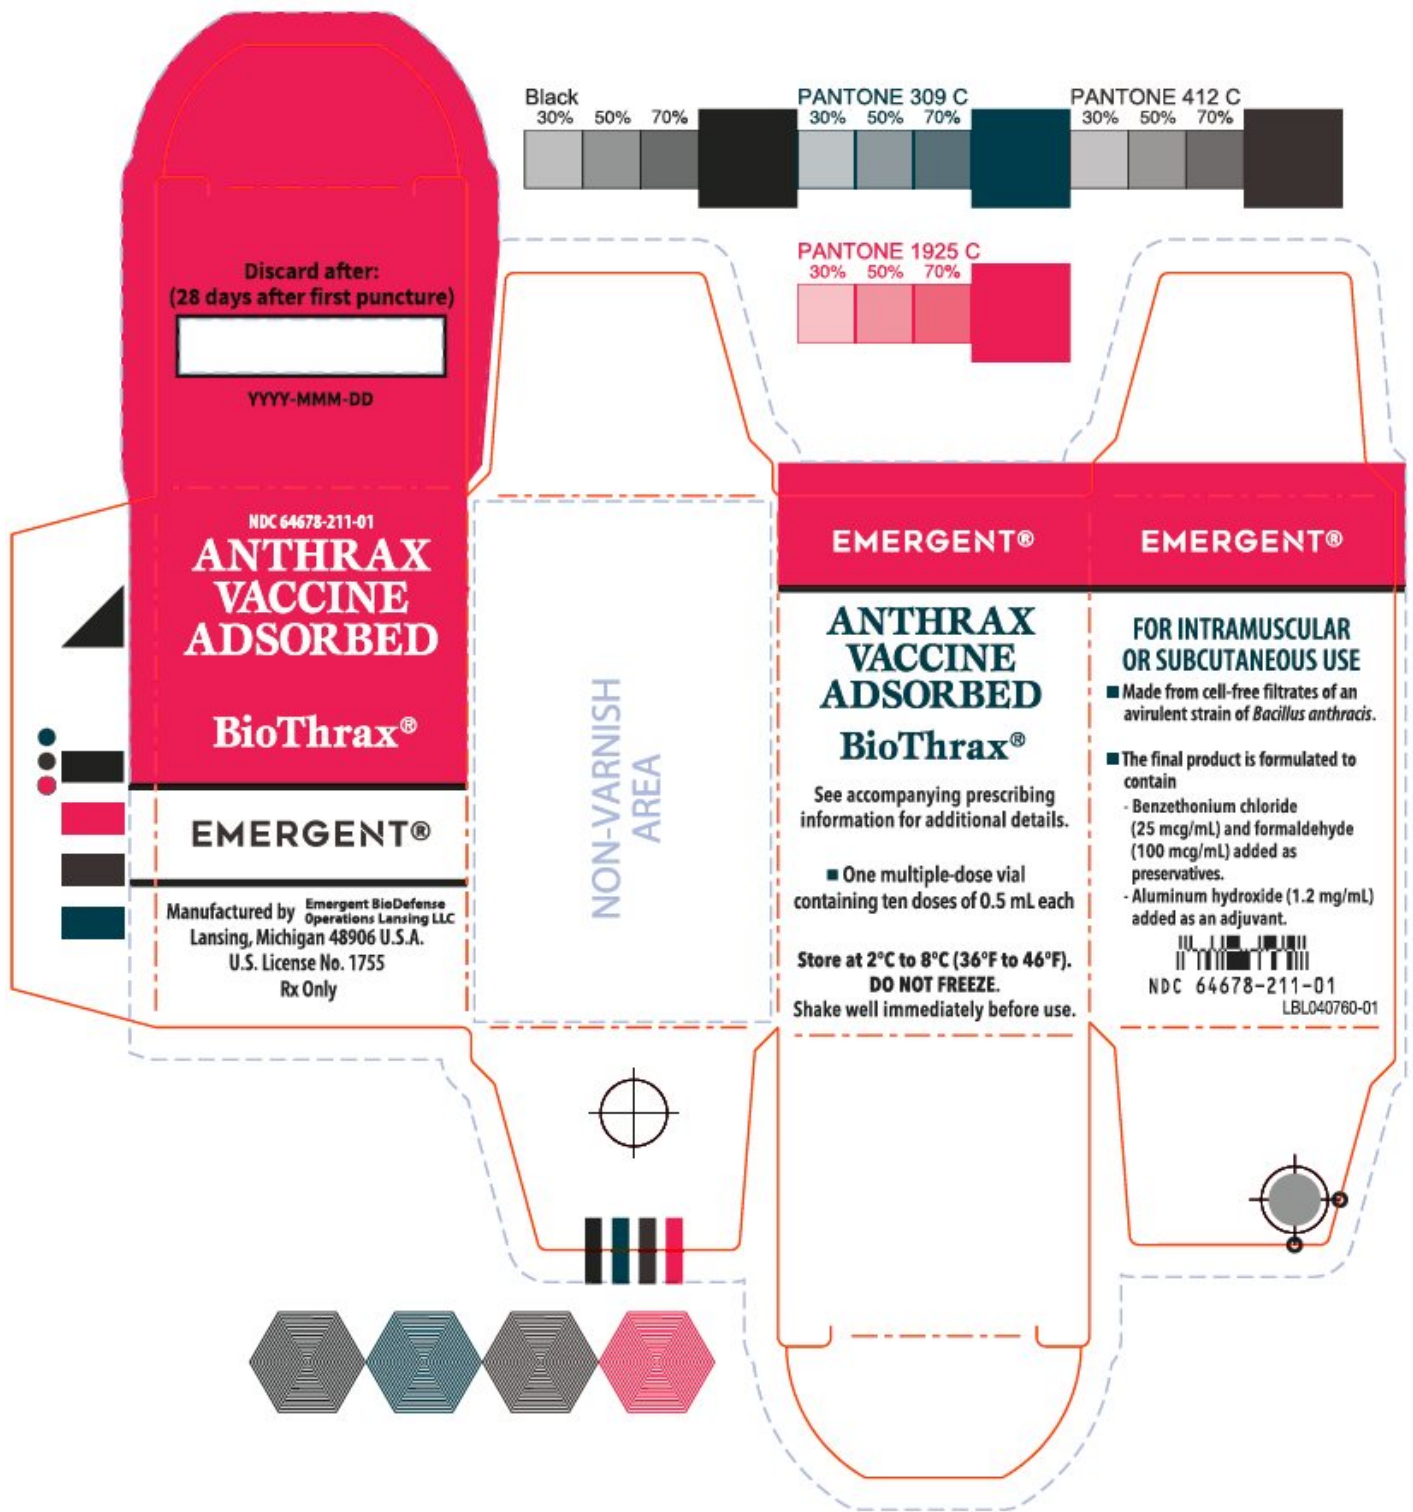 Black
30% 50% 70%
PANTONE 309 C
30% 50% 70%
PANTONE 412 C
30% 50% 70%
PANTONE 1925 C
30% 50% 70%
Discard after:
(28 days after first puncture)
YYYY-MMM-DD
NDC 64678-211-01
ANTHRAX
VACCINE
ADSORBED
BioThrax®
EMERGENT®
Manufactured by Emergent BioDefense
Operations Lansing LLC
Lansing, Michigan 48906 U.S.A.
U.S. License No. 1755
Rx Only
NON-VARNISH
AREA
EMERGENT®
ANTHRAX
VACCINE
ADSORBED
BioThrax®
See accompanying prescribing
information for additional details.
■ One multiple-dose vial
containing ten doses of 0.5 mL each
Store at 2°C to 8°C (36°F to 46°F).
DO NOT FREEZE.
Shake well immediately before use.
EMERGENT®
FOR INTRAMUSCULAR
OR SUBCUTANEOUS USE
■ Made from cell-free filtrates of an
avirulent strain of Bacillus anthracis.
■ The final product is formulated to
contain
- Benzethonium chloride
(25 mcg/mL) and formaldehyde
(100 mcg/mL) added as
preservatives.
- Aluminum hydroxide (1.2 mg/mL)
added as an adjuvant.
NDC 64678-211-01
LBL040760-01